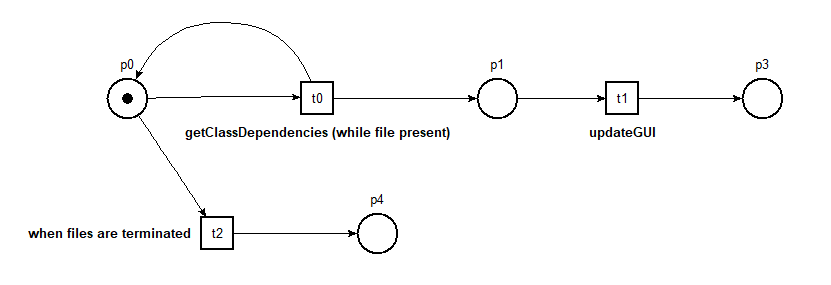 p0
p1
p3
t0
t1
getClassDependencies (while file present)
updateGUI
p4
when files are terminated
t2